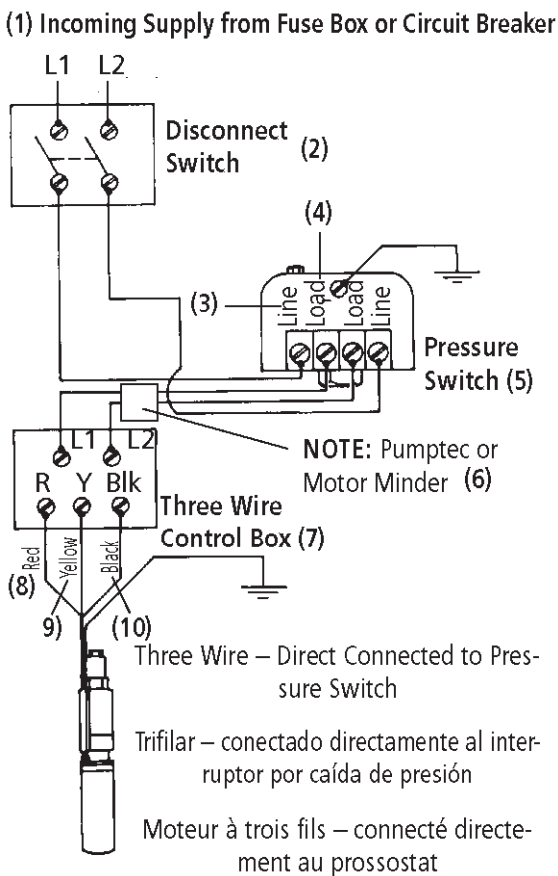 (1) Incoming Supply from Fuse Box or Circuit Breaker
L1 L2
Disconnect
Switch (2)
(4)
(3) Line Load Load Line
Pressure
Switch (5)
L1 L2
NOTE: Pumptec or
Motor Minder (6)
R Y Blk
Three Wire
Control Box (7)
(8) Red Yellow Black
9) (10)
Three Wire – Direct Connected to Pres-
sure Switch
Trifilar – conectado directamente al inter-
ruptor por caída de presión
Moteur à trois fils – connecté directe-
ment au prossostat